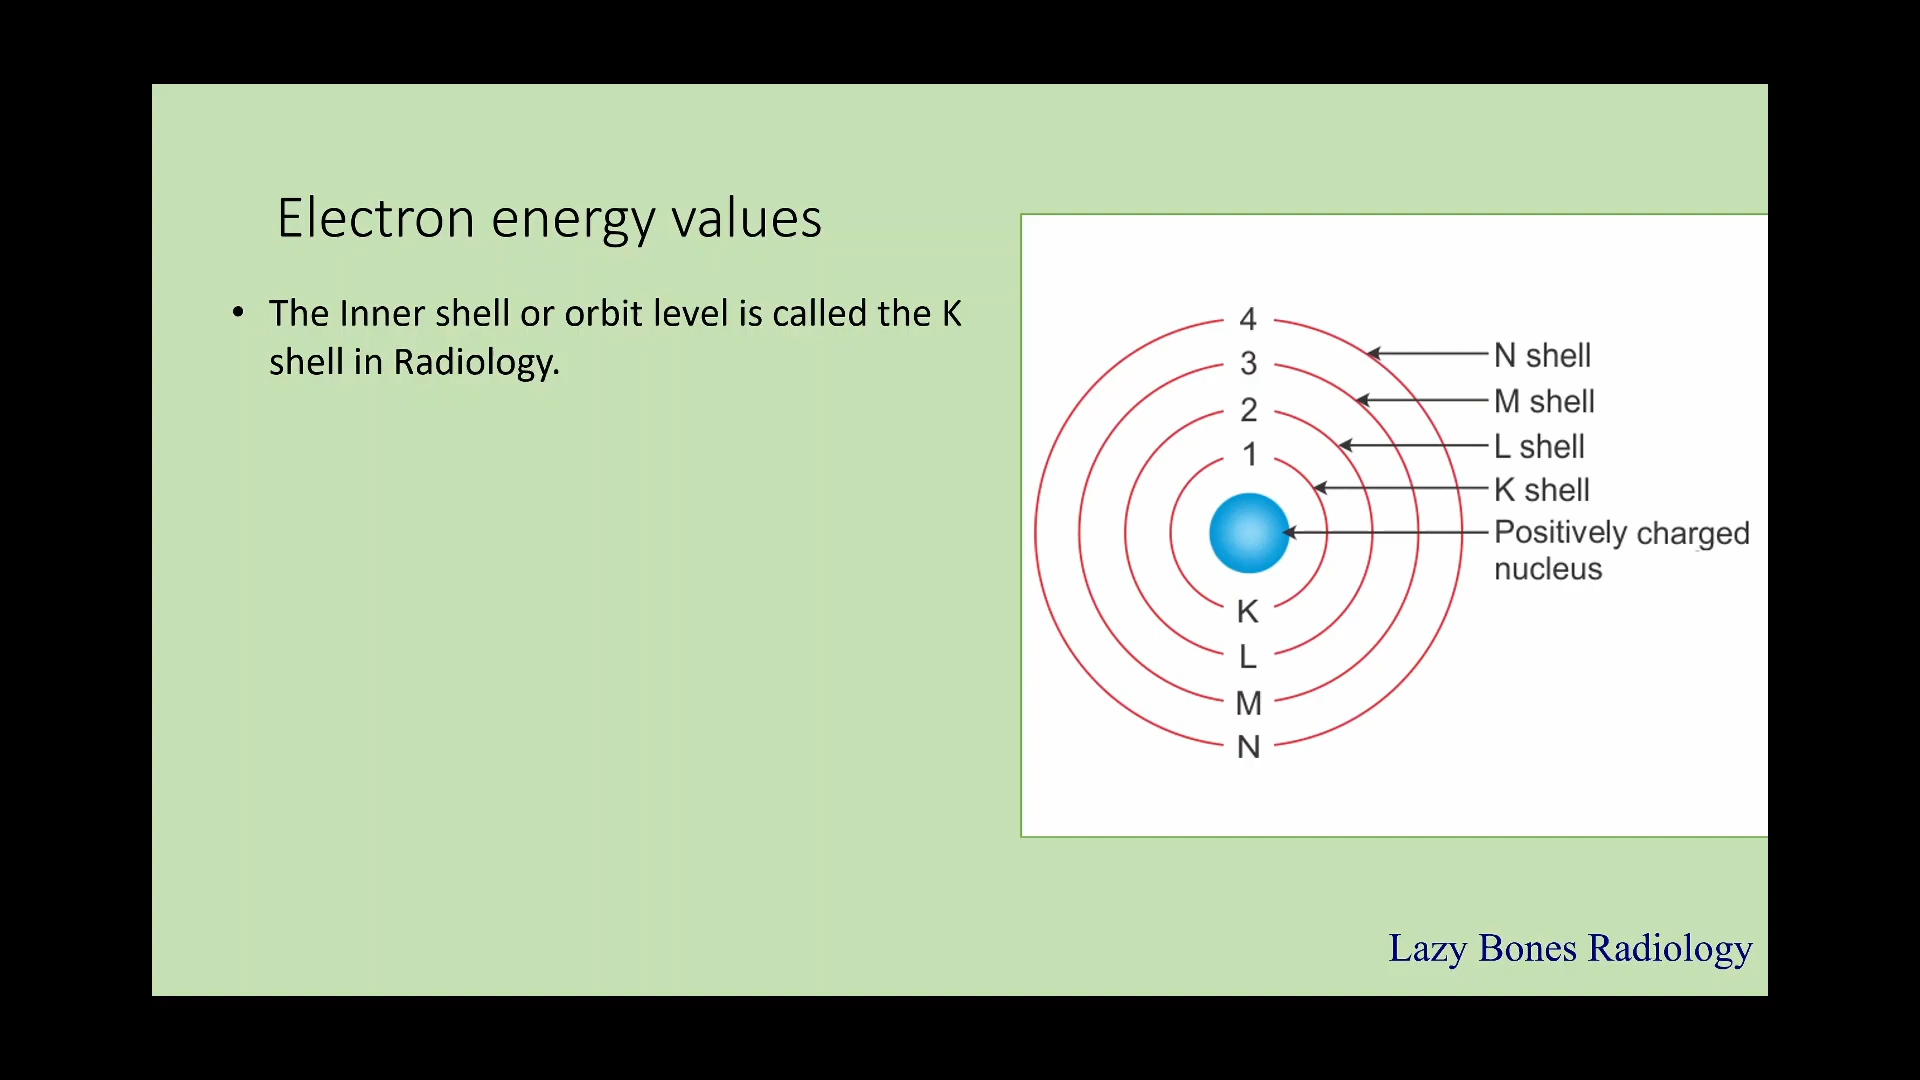 Electron energy values
• The Inner shell or orbit level is called the K
shell in Radiology.
4
3
2
1
K
L
M
N
N shell
M shell
L shell
K shell
Positively charged
nucleus
Lazy Bones Radiology